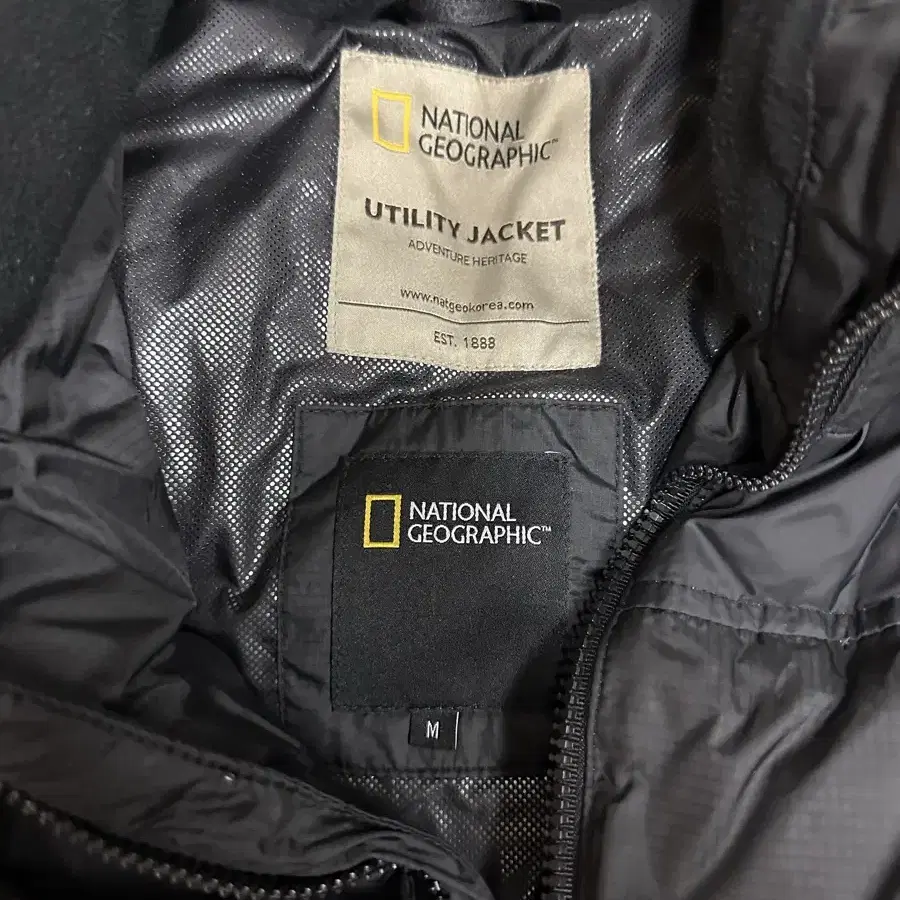 NATIONAL
GEOGRAPHIC™
UTILITY JACKET
ADVENTURE HERITAGE
www.natgeokorea.com
EST. 1888
NATIONAL
GEOGRAPHIC™
M